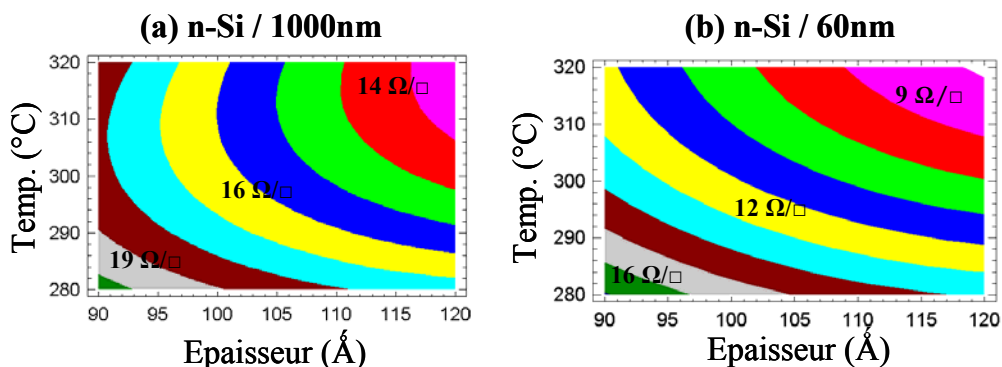 (a) n-Si / 1000nm
320
310
300
290
280
Temp. (°C)
14 Ω/□
16 Ω/□
19 Ω/□
90 95 100 105 110 115 120
Epaisseur (Å)
(b) n-Si / 60nm
320
310
300
290
280
Temp. (°C)
9 Ω/□
12 Ω/□
16 Ω/□
90 95 100 105 110 115 120
Epaisseur (Å)